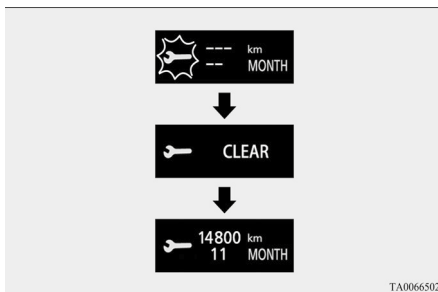 --- km
-- MONTH
CLEAR
14800 km
11 MONTH
TA0066502